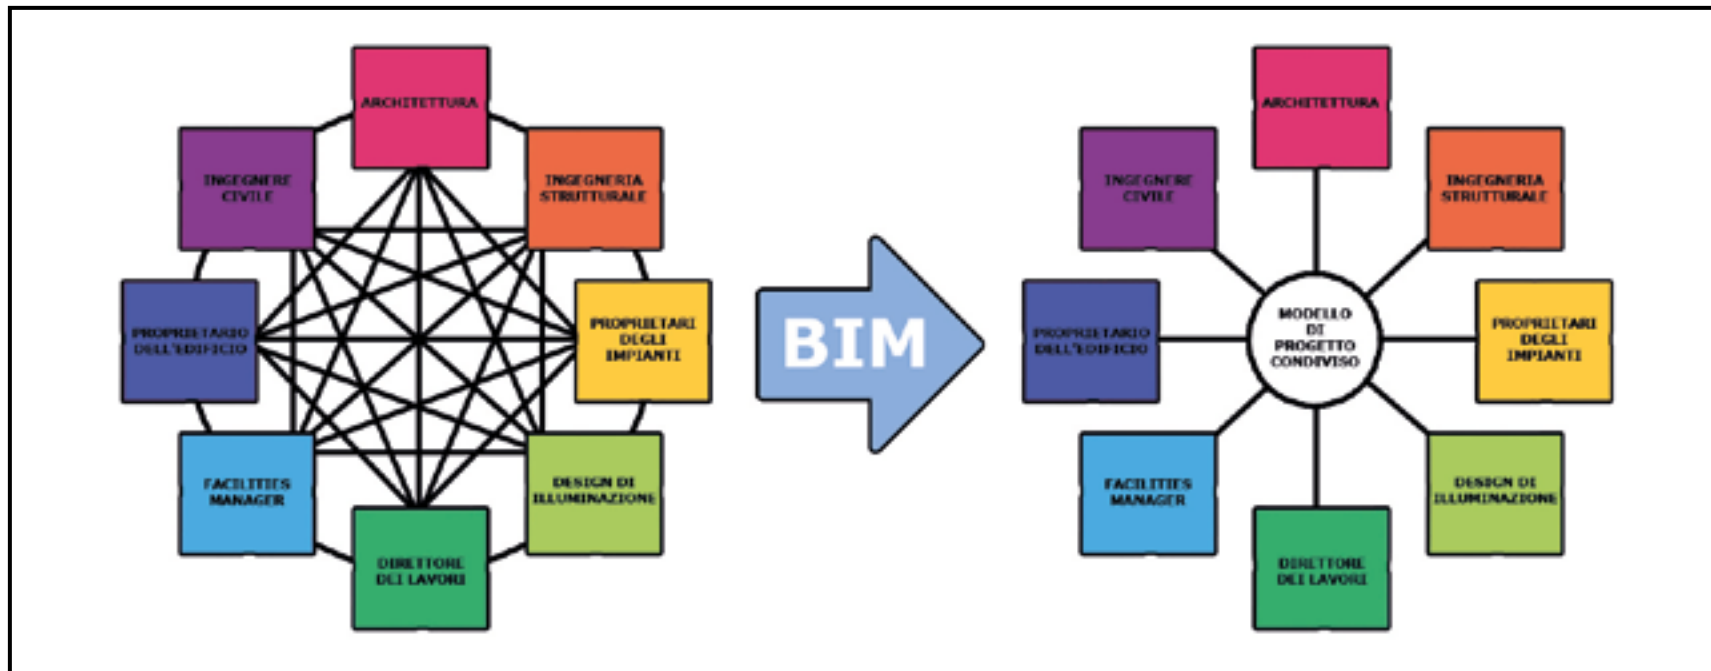 ARCHITETTURA
INGEGNERE
CIVILE
INGEGNERIA
STRUTTURALE
PROPRIETARIO
DELL'EDIFICIO
PROPRIETARI
DEGLI
IMPIANTI
FACILITIES
MANAGER
DESIGN DI
ILLUMINAZIONE
DIRETTORE
DEI LAVORI
BIM
ARCHITETTURA
INGEGNERE
CIVILE
INGEGNERIA
STRUTTURALE
PROPRIETARIO
DELL'EDIFICIO
MODELLO
DI
PROGETTO
CONDIVISO
PROPRIETARI
DEGLI
IMPIANTI
FACILITIES
MANAGER
DESIGN DI
ILLUMINAZIONE
DIRETTORE
DEI LAVORI